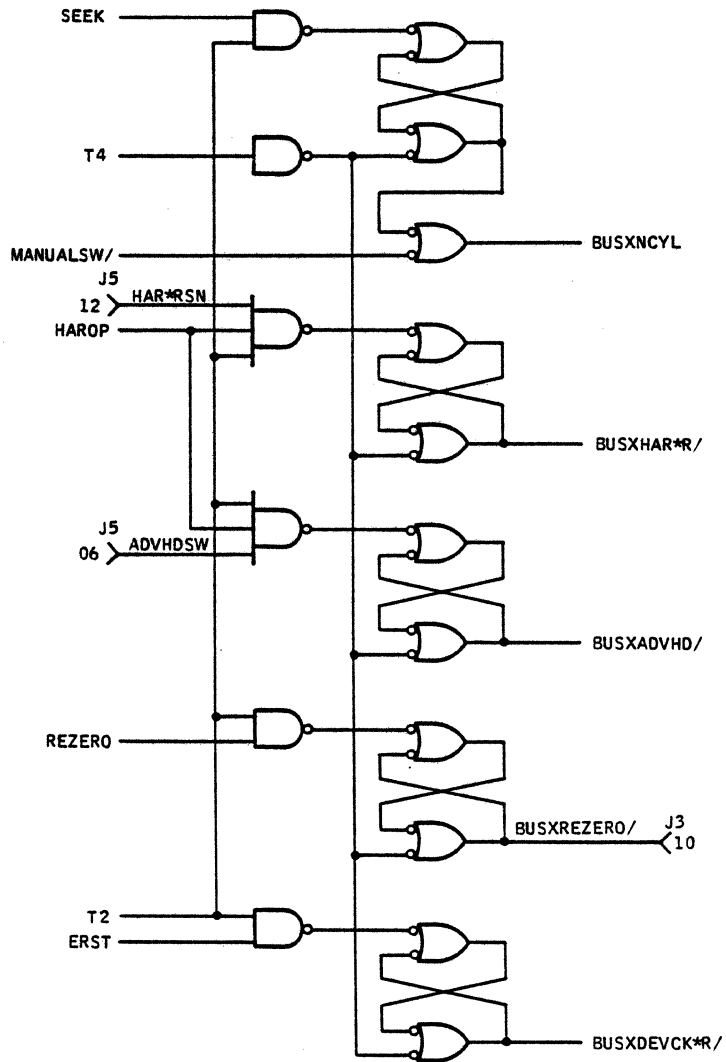 SEEK
T4
BUSXNCYL
MANUALSW/
J5
12 HAR*RSN
HAROP
BUSXHAR*R/
J5
06 ADVHDSW
BUSXADVHD/
REZERO
BUSXREZERO/ J3
10
T2
ERST
BUSXDEVCK*R/